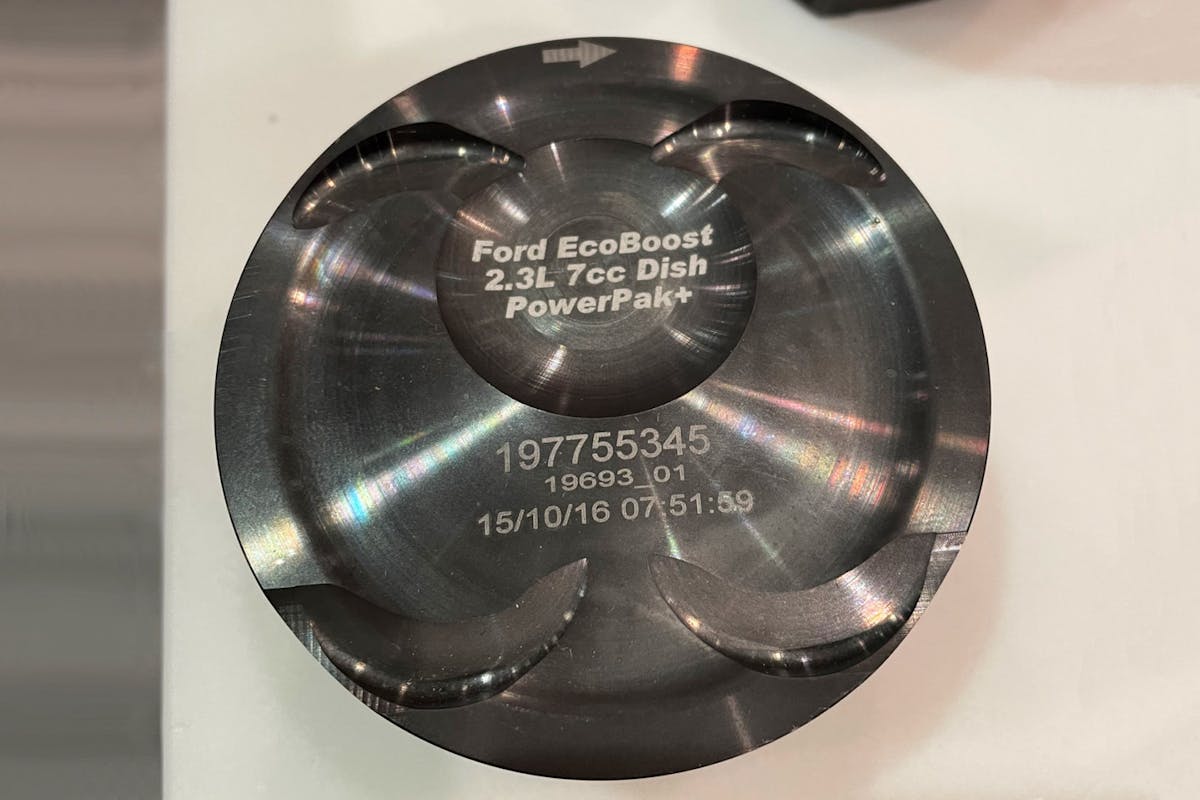 Ford EcoBoost
2.3L 7cc Dish
PowerPak+
197755345
19693_01
15/10/16 07:51:59